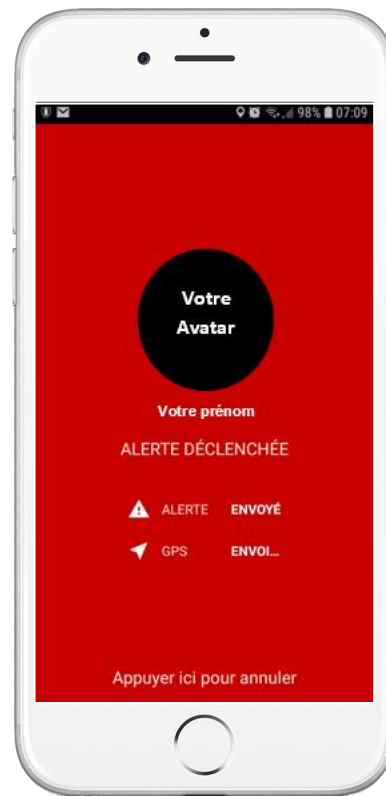 98% 07:09
Votre
Avatar
Votre prénom
ALERTE DÉCLENCHÉE
ALERTE ENVOYÉ
GPS ENVOI...
Appuyer ici pour annuler